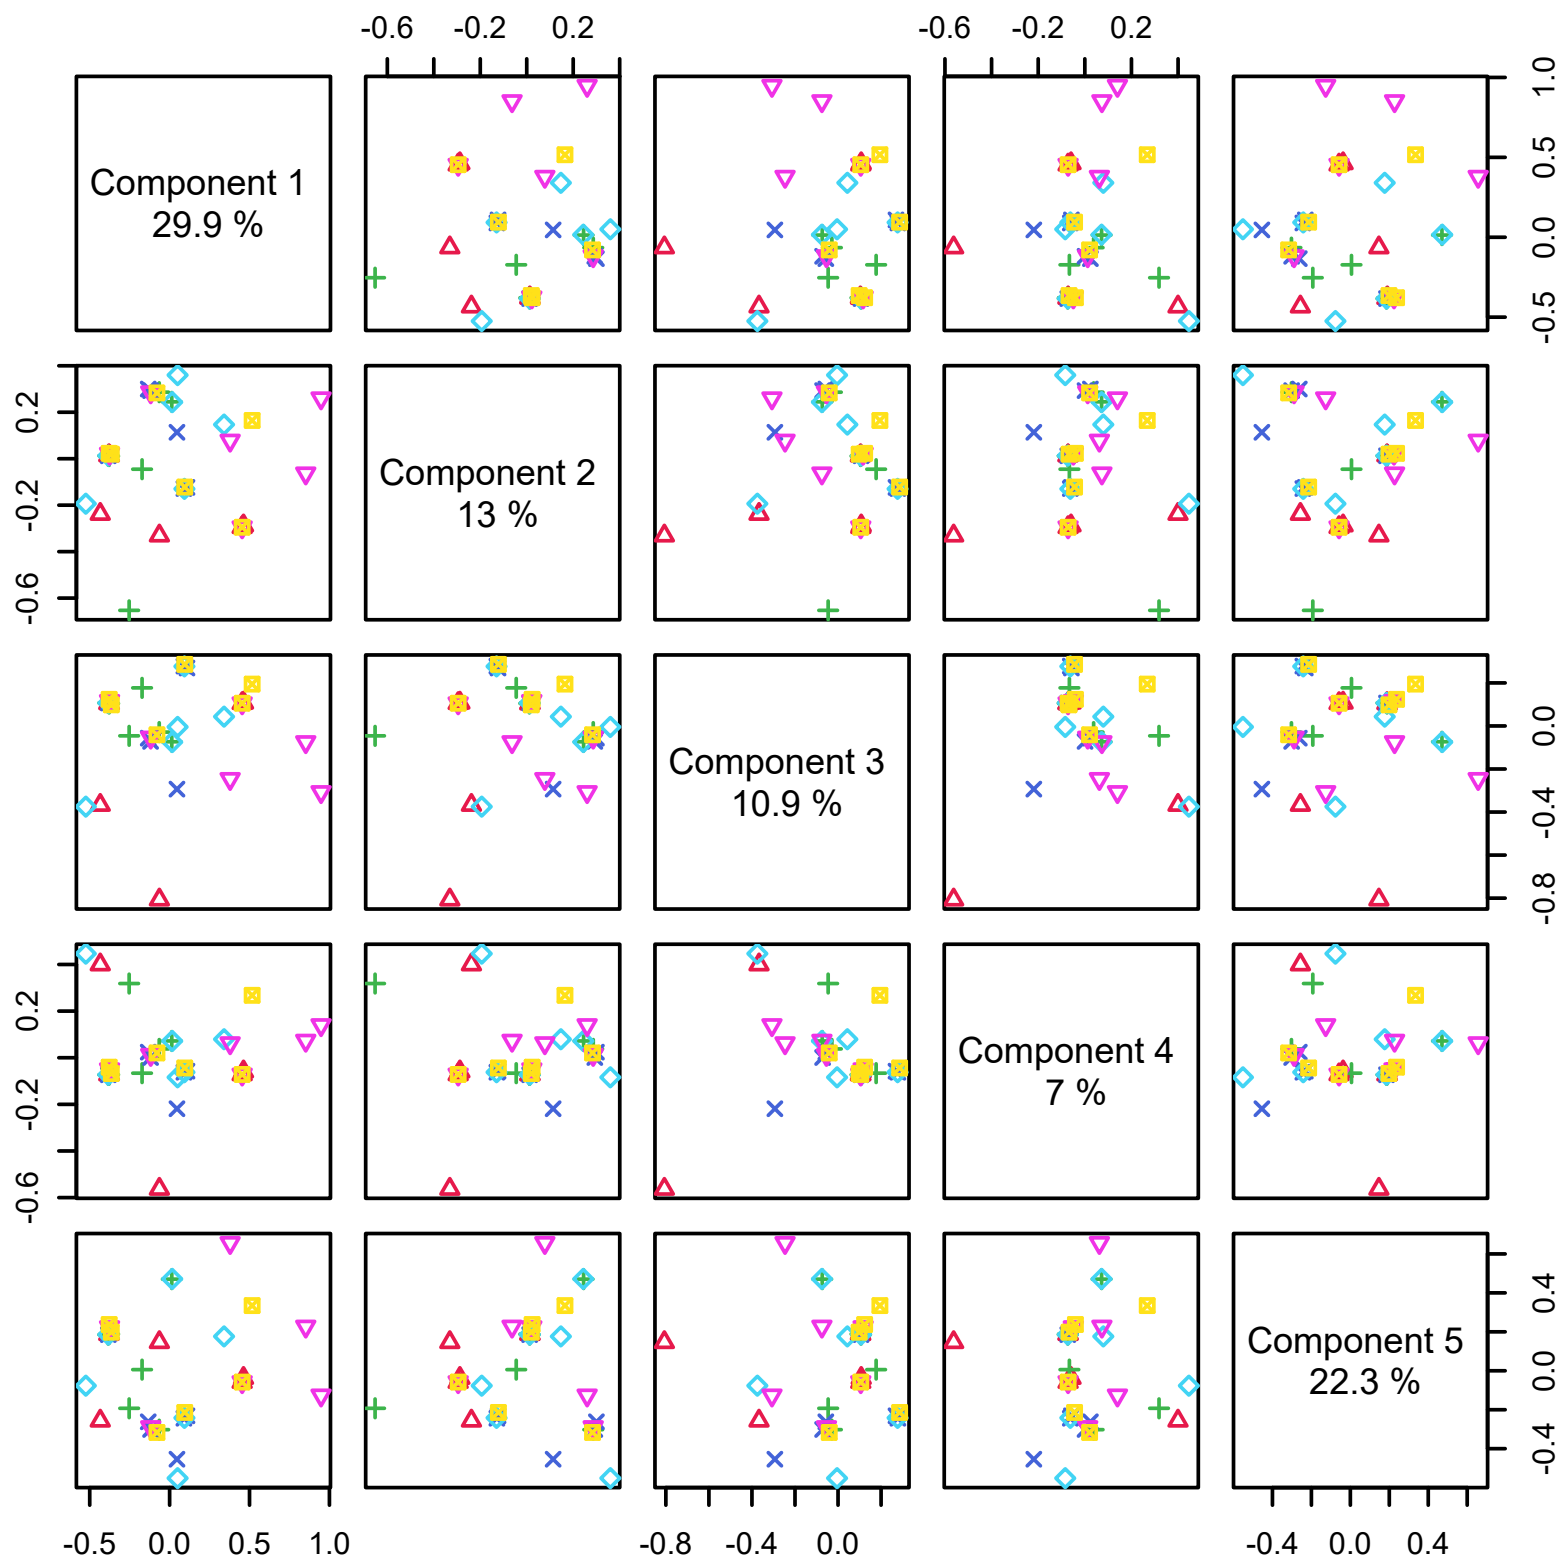 -0.6 -0.2 0.2 -0.6 -0.2 0.2
Component 1
29.9 %
-0.5 0.0 0.5 1.0
-0.6 -0.2 0.2
Component 2
13 %
Component 3
10.9 %
-0.8 -0.4 0.0
-0.6 -0.2 0.2
Component 4
7 %
Component 5
22.3 %
-0.4 0.0 0.4
-0.5 0.0 0.5 1.0 -0.8 -0.4 0.0 -0.4 0.0 0.4